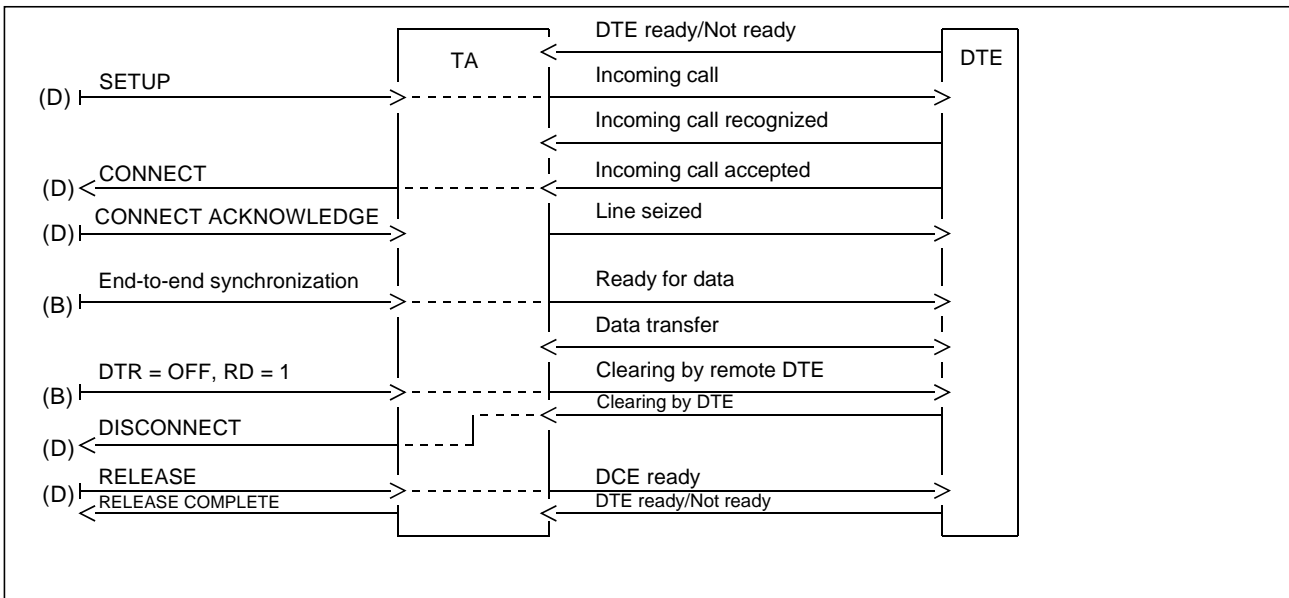 DTE ready/Not ready
TA
DTE
(D) SETUP
Incoming call
Incoming call recognized
(D) CONNECT
Incoming call accepted
(D) CONNECT ACKNOWLEDGE
Line seized
(B) End-to-end synchronization
Ready for data
Data transfer
(B) DTR = OFF, RD = 1
Clearing by remote DTE
Clearing by DTE
(D) DISCONNECT
(D) RELEASE
DCE ready
RELEASE COMPLETE
DTE ready/Not ready